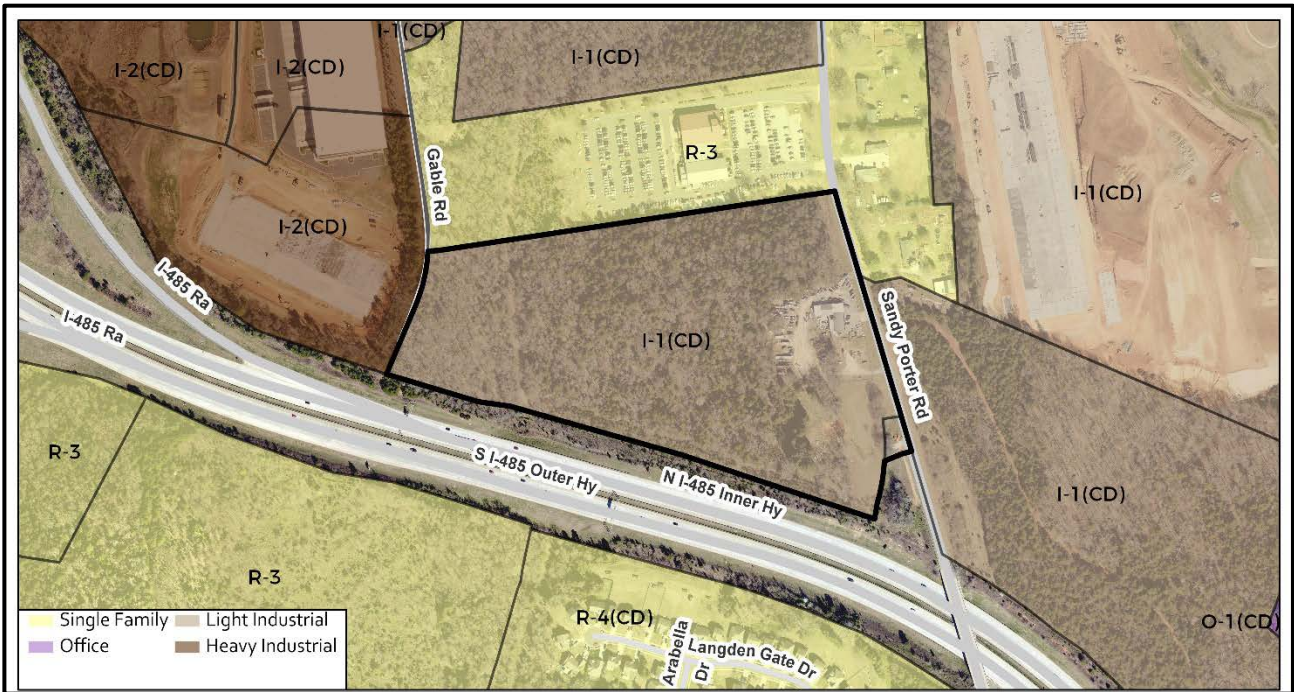 I-1(CD)
I-2(CD)
I-2(CD)
I-1(CD)
R-3
Gable Rd
I-1(CD)
I-2(CD)
I-485 Ra
I-485 Ra
Sandy Porter Rd
I-1(CD)
R-3
S I-485 Outer Hy
N I-485 Inner Hy
I-1(CD)
R-3
R-4(CD)
O-1(CD)
Arabella
Dr
Langden Gate Dr
Single Family
Light Industrial
Office
Heavy Industrial